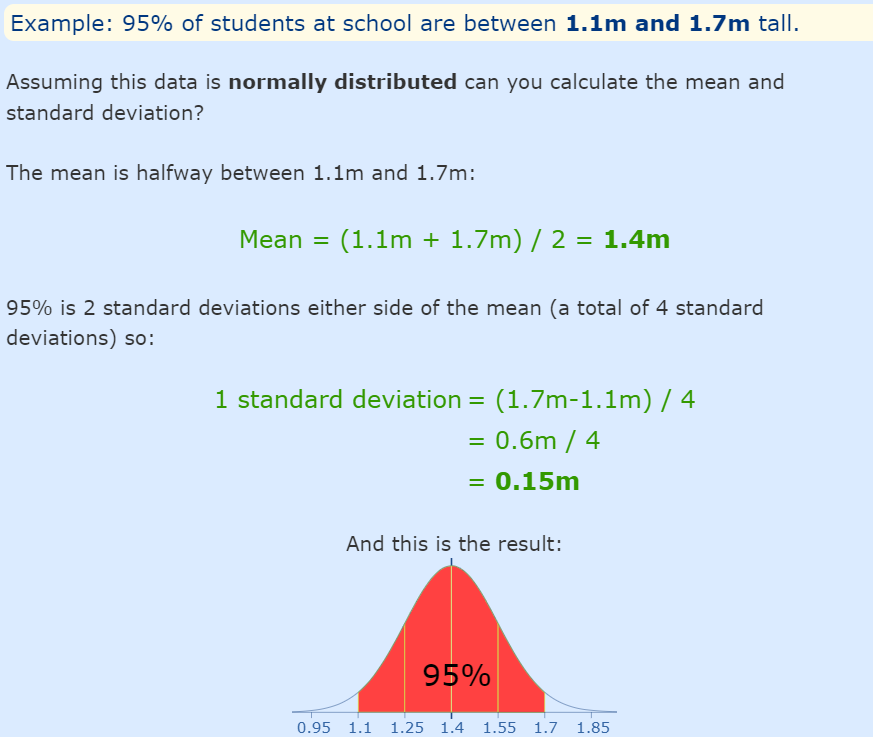 Example: 95% of students at school are between 1.1m and 1.7m tall.
Assuming this data is normally distributed can you calculate the mean and
standard deviation?
The mean is halfway between 1.1m and 1.7m:
Mean = (1.1m + 1.7m) / 2 = 1.4m
95% is 2 standard deviations either side of the mean (a total of 4 standard
deviations) so:
1 standard deviation = (1.7m-1.1m) / 4
= 0.6m / 4
= 0.15m
And this is the result:
95%
0.95 1.1 1.25 1.4 1.55 1.7 1.85